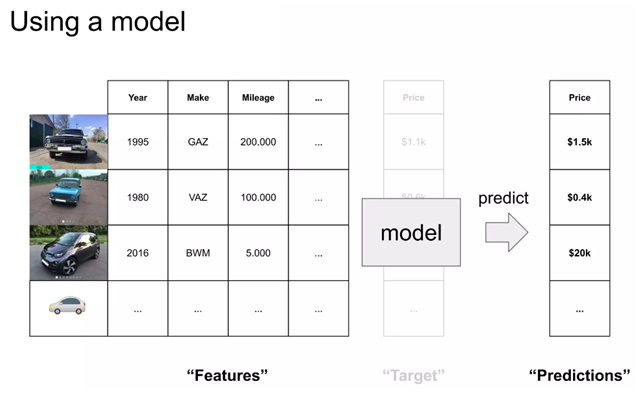 Using a model
Year Make Mileage ... Price Price
1995 GAZ 200.000 ... $1.1k $1.5k
1980 VAZ 100.000 ... $0.6k $0.4k
predict
model
2016 BWM 5.000 ... $20k
... ... ... ... ... ...
“Features” “Target” “Predictions”